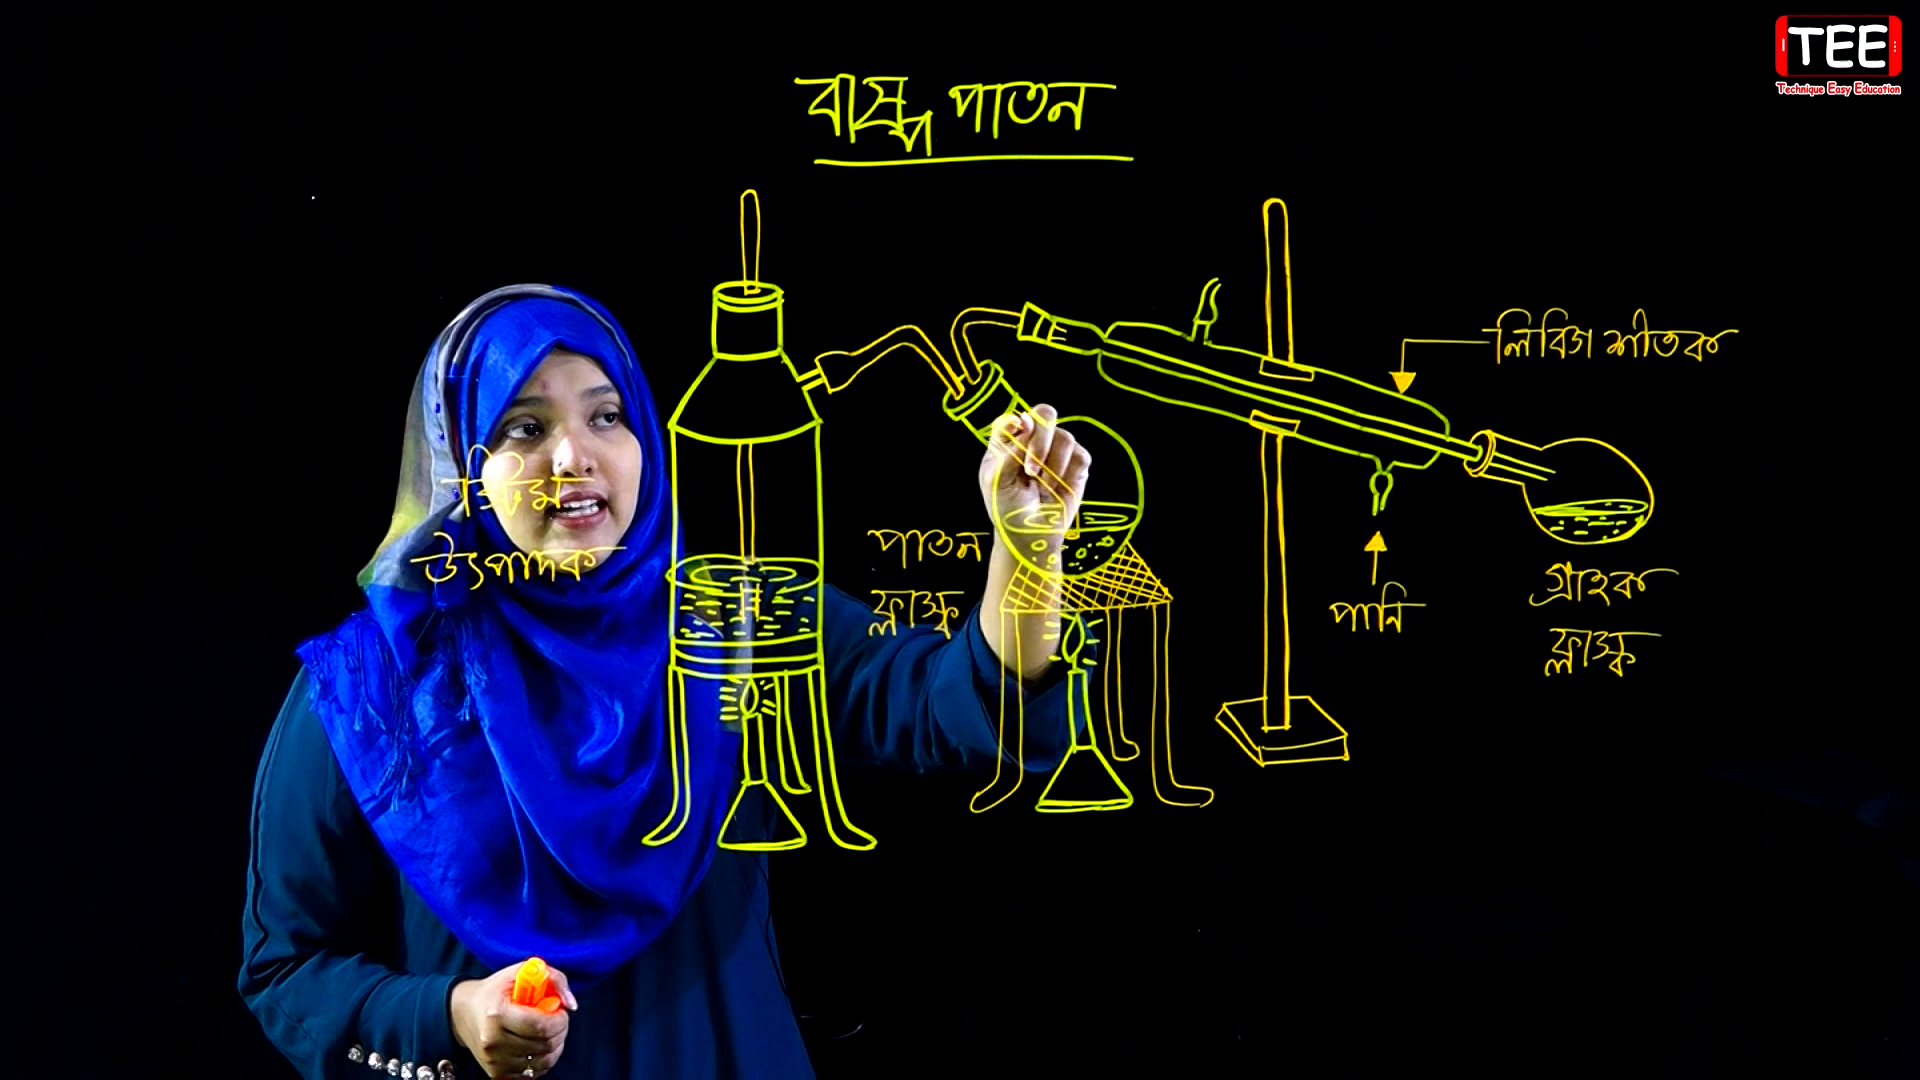 TEE
Technique Easy Education
বাষ্প পাতন
লিবিগ শীতক
স্টিম
উৎপাদক
পাতন
ফ্লাস্ক
পানি
গ্রাহক
ফ্লাস্ক